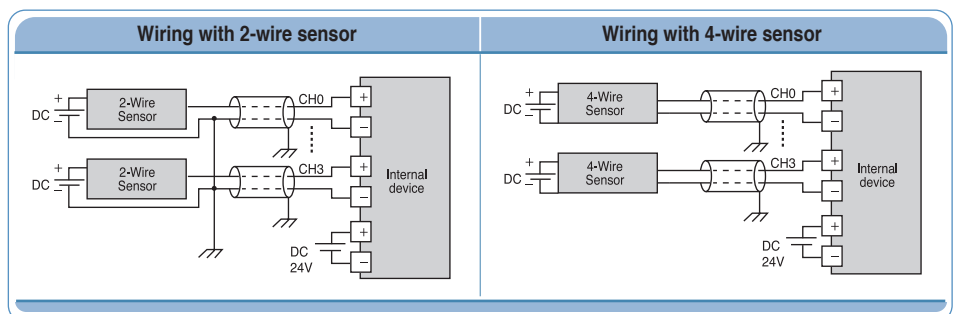 Wiring with 2-wire sensor
Wiring with 4-wire sensor
+
DC
−
2-Wire
Sensor
CH0
+
−
+
DC
−
2-Wire
Sensor
CH3
+
−
Internal
device
DC
24V
+
−
+
DC
−
4-Wire
Sensor
CH0
+
−
+
DC
−
4-Wire
Sensor
CH3
+
−
Internal
device
DC
24V
+
−